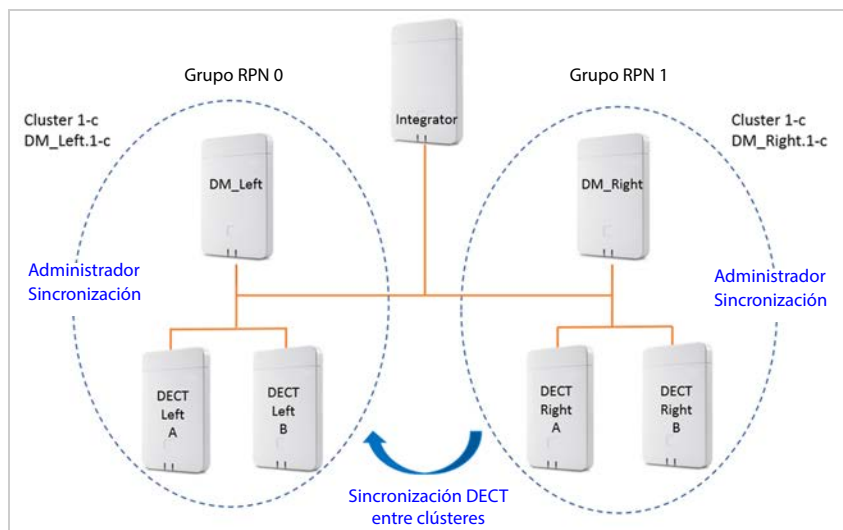 Grupo RPN 0
Grupo RPN 1
Integrator
Cluster 1-c
DM_Left.1-c
Cluster 1-c
DM_Right.1-c
DM_Left
DM_Right
Administrador
Sincronización
Administrador
Sincronización
DECT
Left
A
DECT
Left
B
DECT
Right
A
DECT
Right
B
Sincronización DECT
entre clústeres